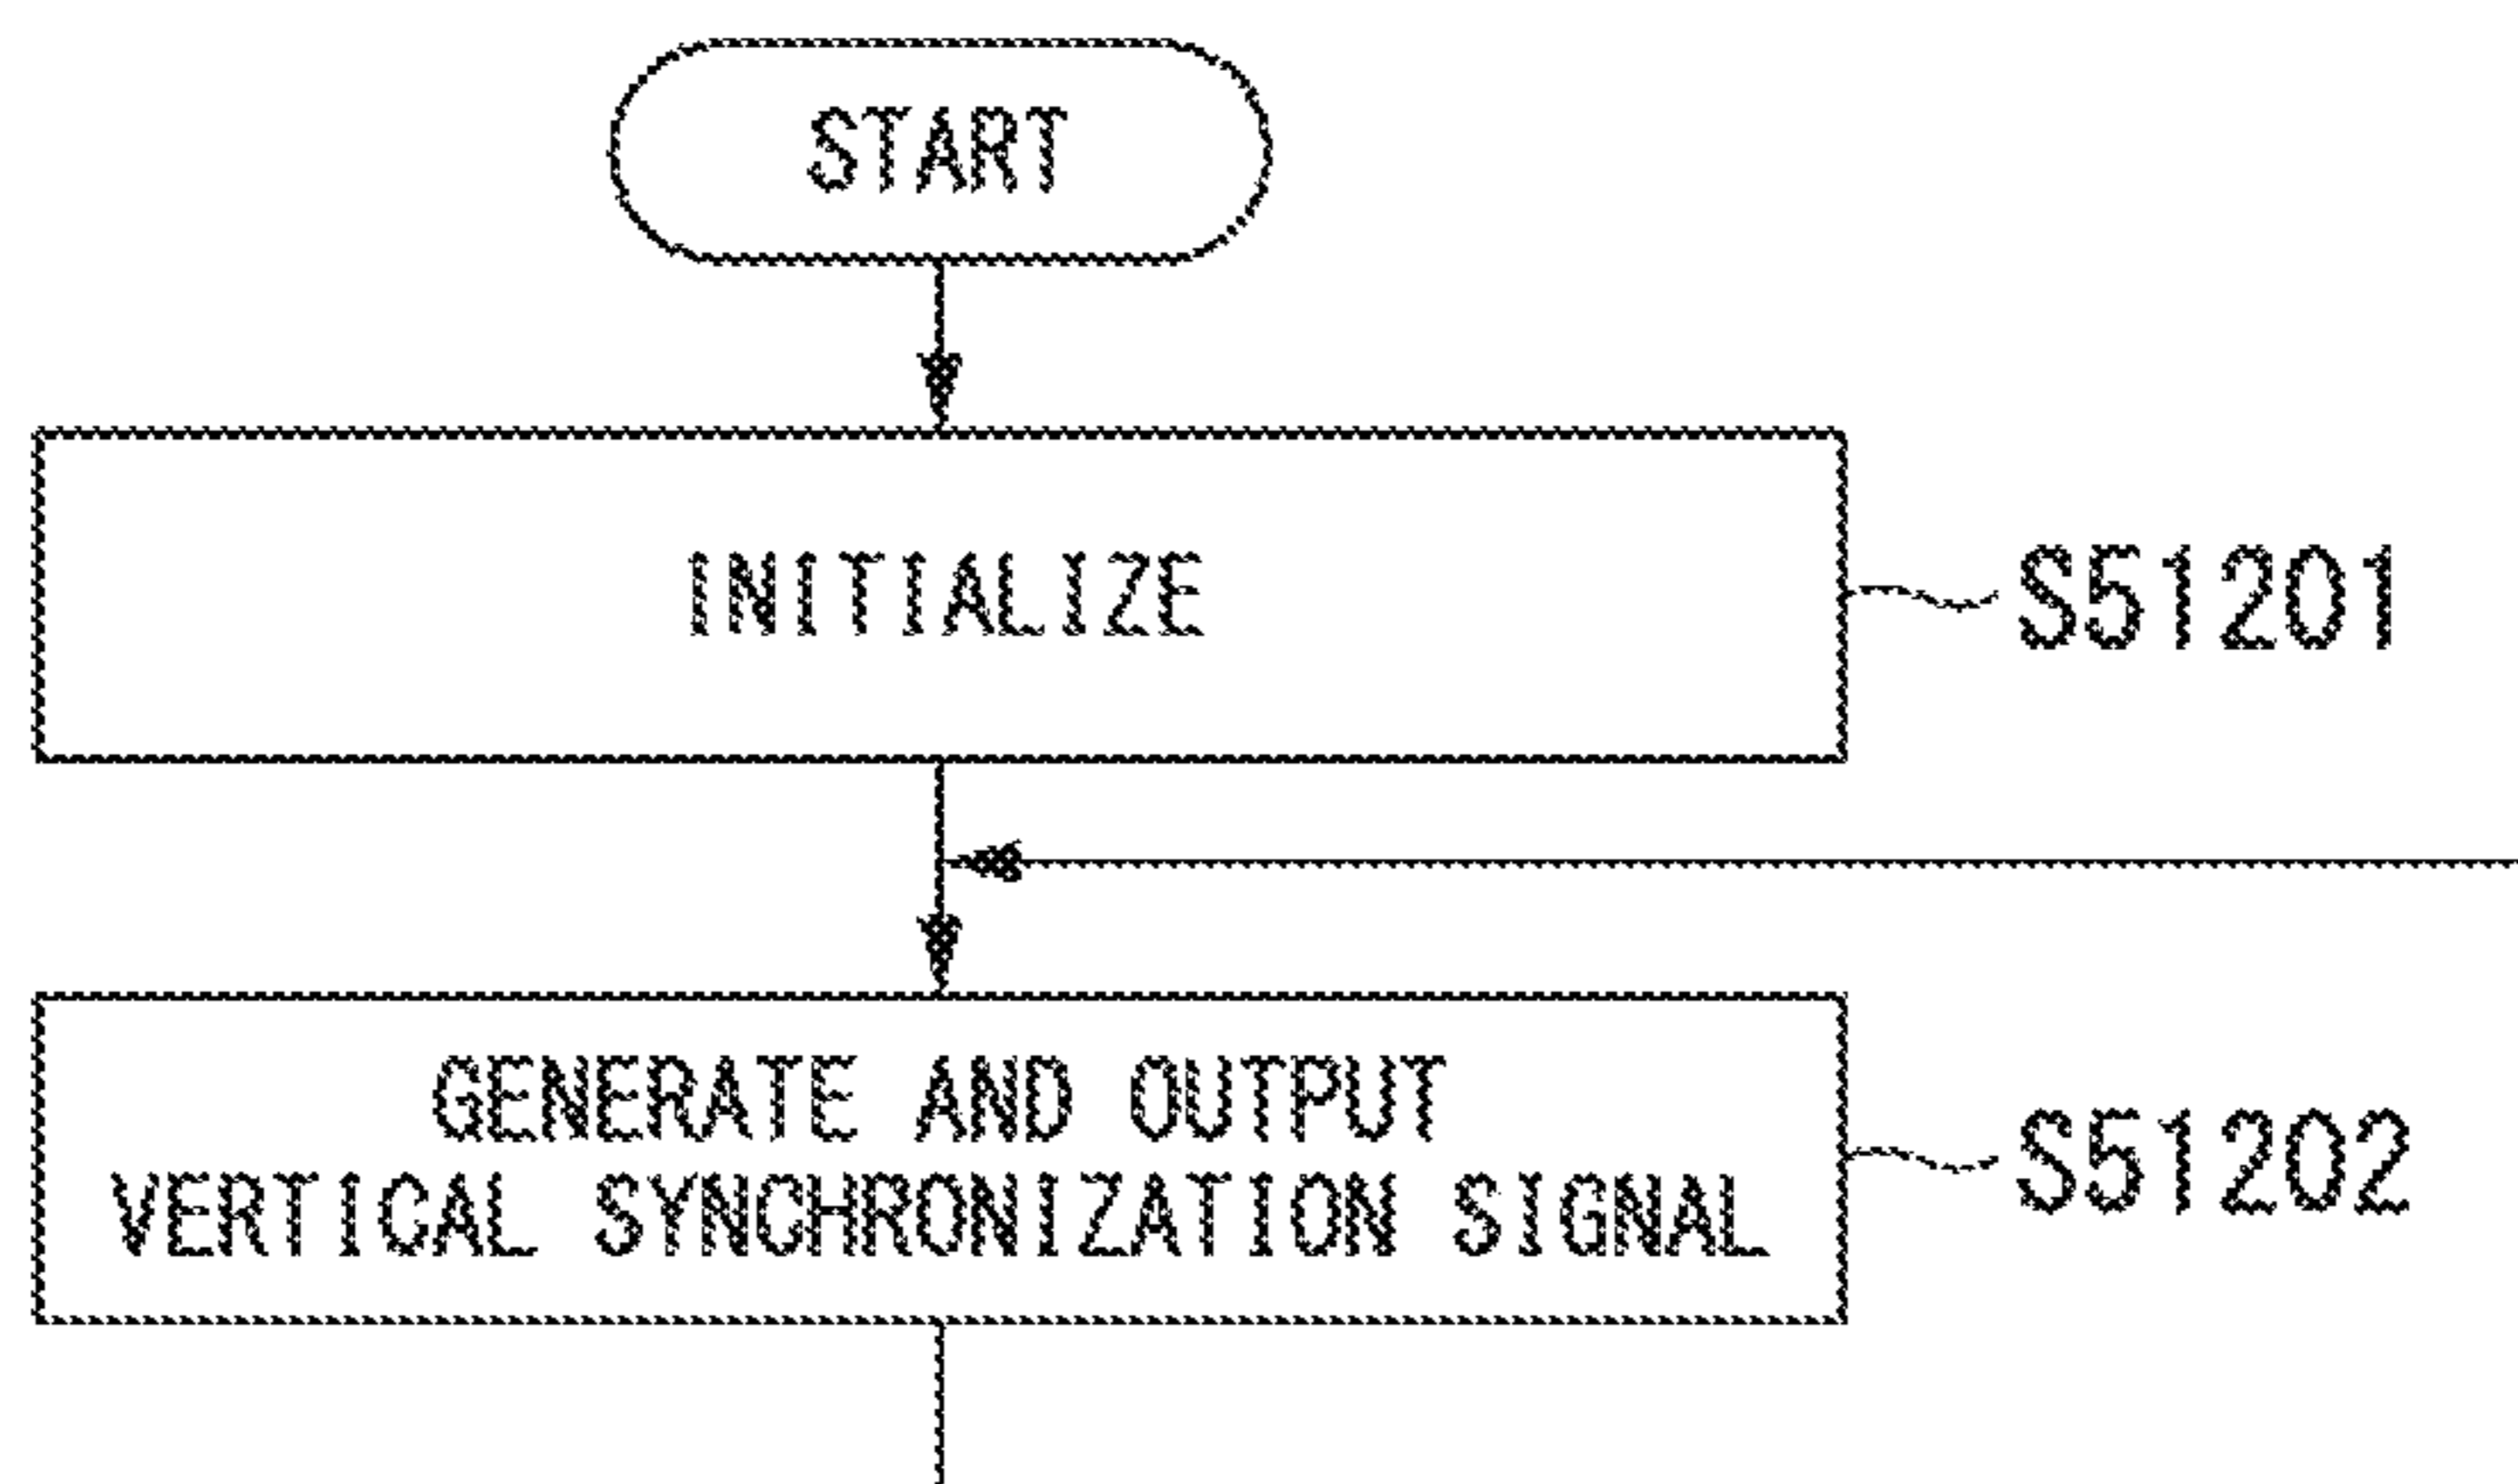 START
INITIALIZE
S51201
GENERATE AND OUTPUT
VERTICAL SYNCHRONIZATION SIGNAL
S51202